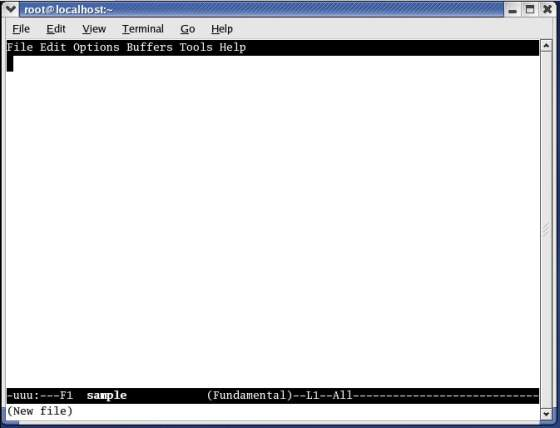 root@localhost:~
File Edit View Terminal Go Help
File Edit Options Buffers Tools Help
-uuu:---F1  sample            (Fundamental)--L1--All----------------------------
(New file)